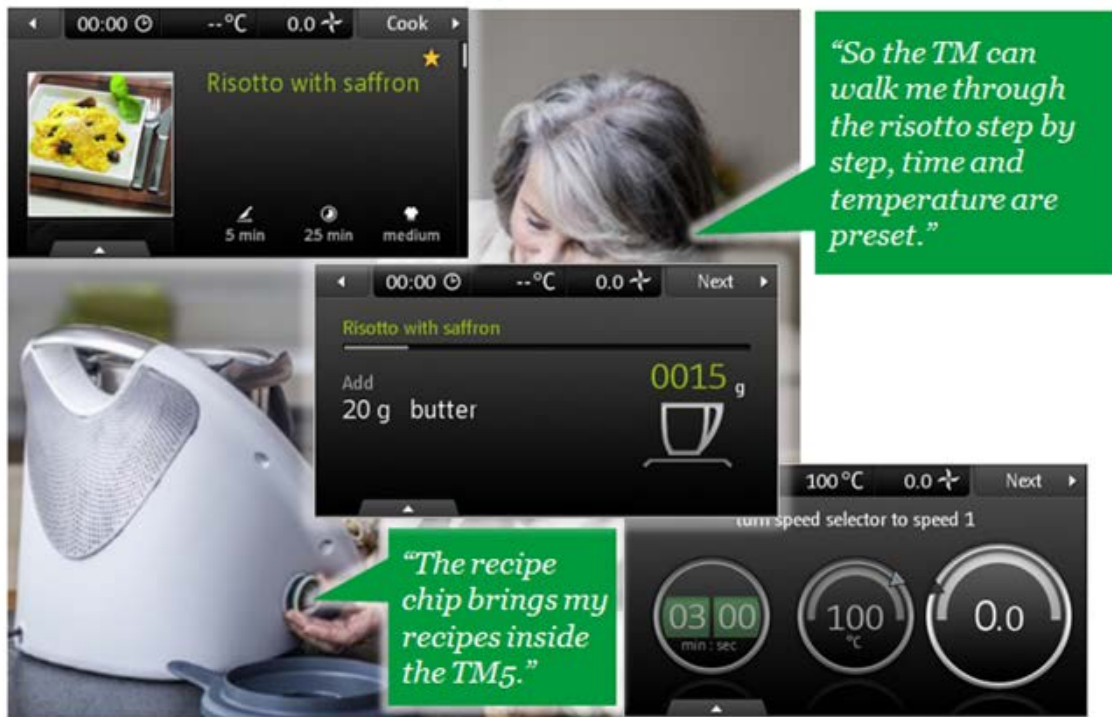 00:00 --°C 0.0 Cook
Risotto with saffron
5 min 25 min medium
“So the TM can
walk me through
the risotto step by
step, time and
temperature are
preset.”
00:00 --°C 0.0 Next
Risotto with saffron
Add
20 g butter
0015 g
“The recipe
chip brings my
recipes inside
the TM5.”
100 °C 0.0 Next
turn speed selector to speed 1
03 00
min : sec
100
°C
0.0